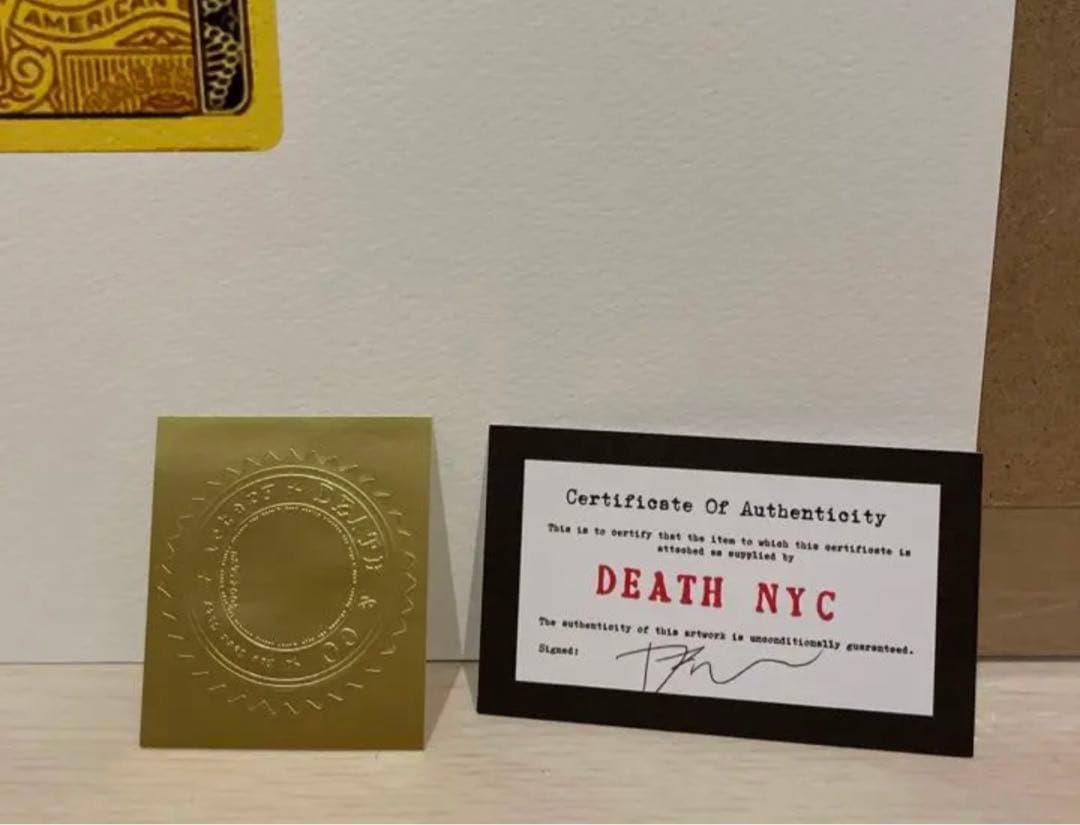 AMERICAN
Certificate Of Authenticity
This is to certify that the item to which this certificate is
attached as supplied by
DEATH NYC
The authenticity of this artwork is unconditionally guaranteed.
Signed: